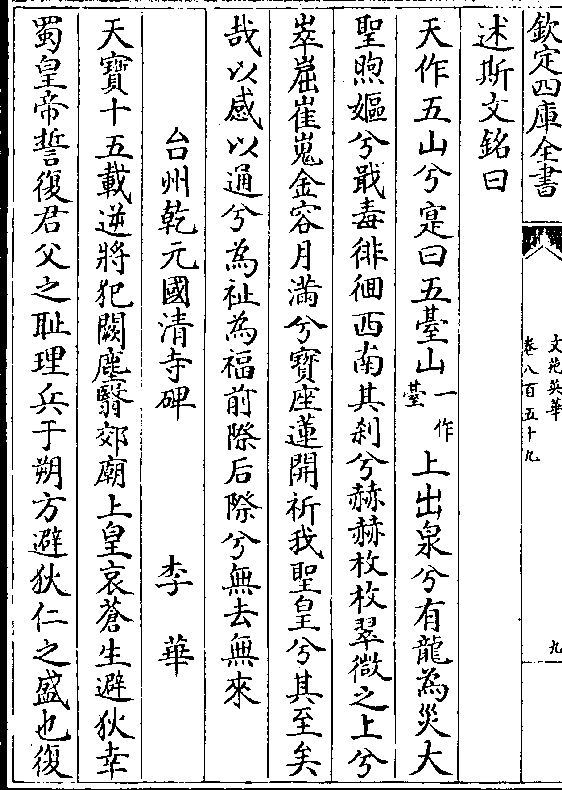 欽定四庫全書
文苑英華
卷八百五十九
九
述斯文銘曰
天作五山兮寔曰五臺山一作臺上出泉兮有龍為災大
聖煦嫗兮戢毒徘徊西南其刹兮赫赫枚枚翠微之上兮
崒崫崔嵬金容月滿兮寶座蓮開祈我聖皇兮其至矣
哉以感以通兮為祉為福前際后際兮無去無來
台州乾元國清寺碑 李華
天寶十五載逆將犯闕塵翳郊廟上皇哀蒼生避狄幸
蜀皇帝誓復君父之耻理兵于朔方避狄仁之盛也復